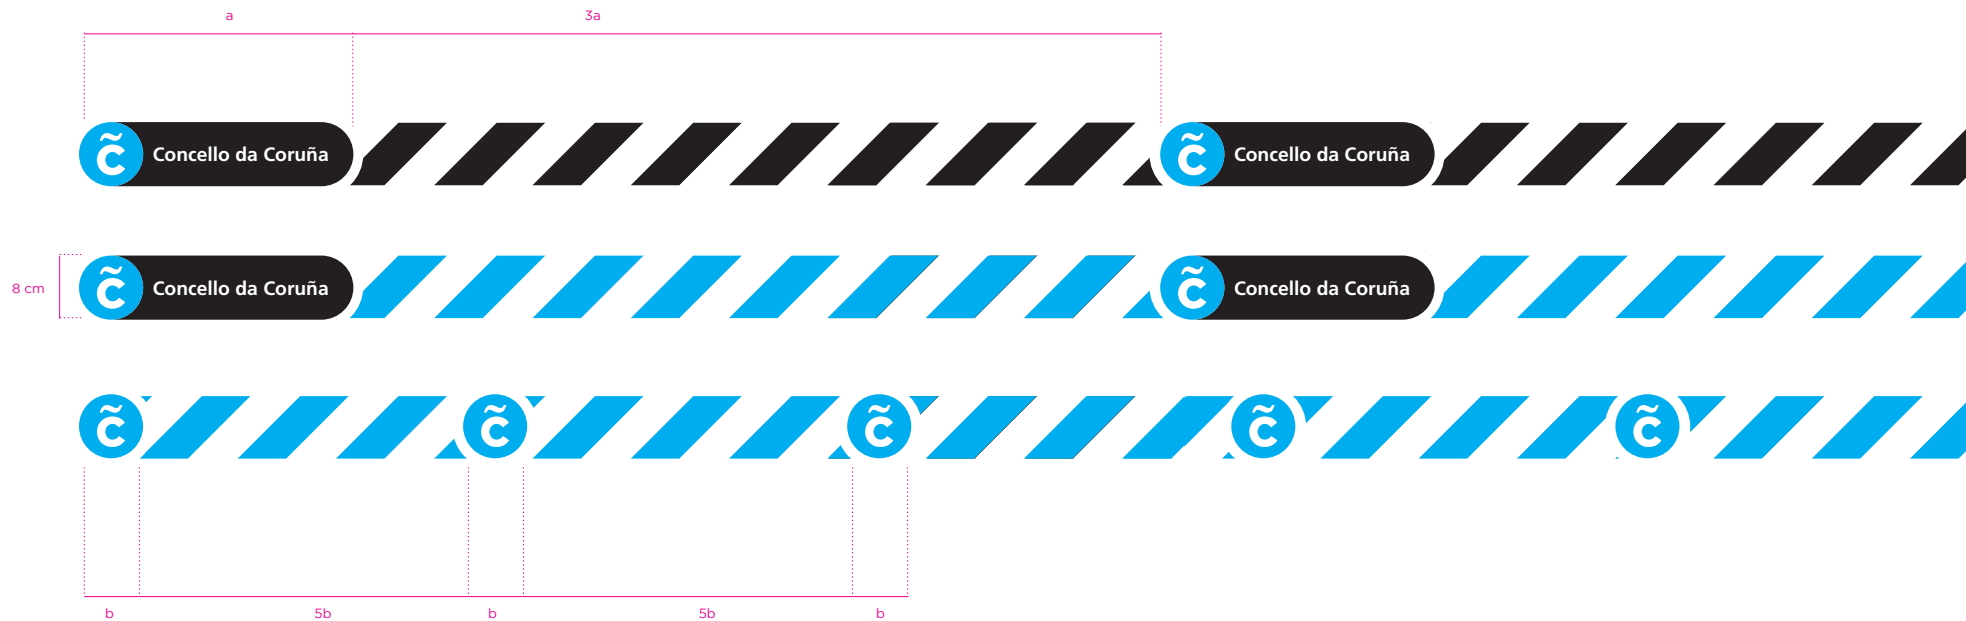 a 3a
c̃ Concello da Coruña c̃ Concello da Coruña
8 cm c̃ Concello da Coruña c̃ Concello da Coruña
c̃ c̃ c̃ c̃ c̃
b 5b b 5b b